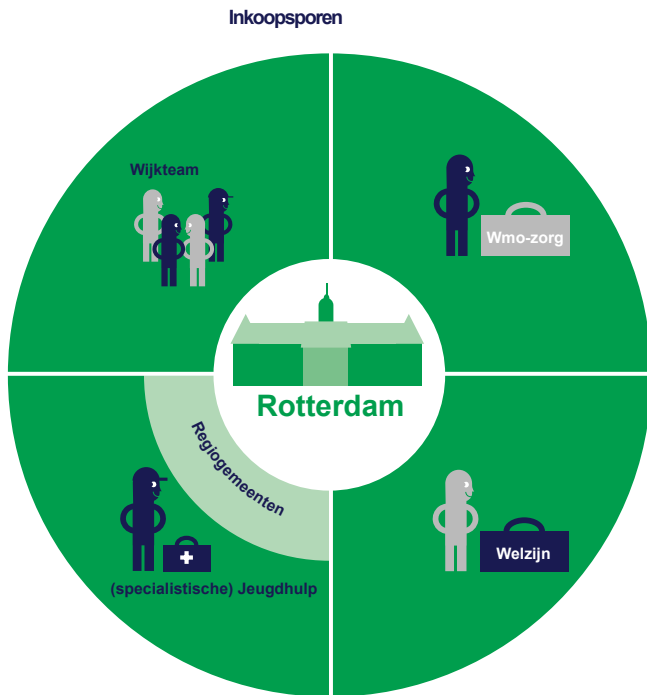 Inkoopsporen
Wijkteam
Wmo-zorg
Rotterdam
Regiogemeenten
Welzijn
(specialistische) Jeugdhulp